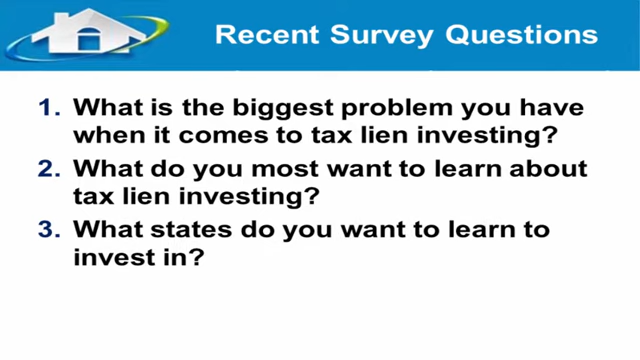 Recent Survey Questions
1. What is the biggest problem you have
when it comes to tax lien investing?
2. What do you most want to learn about
tax lien investing?
3. What states do you want to learn to
invest in?